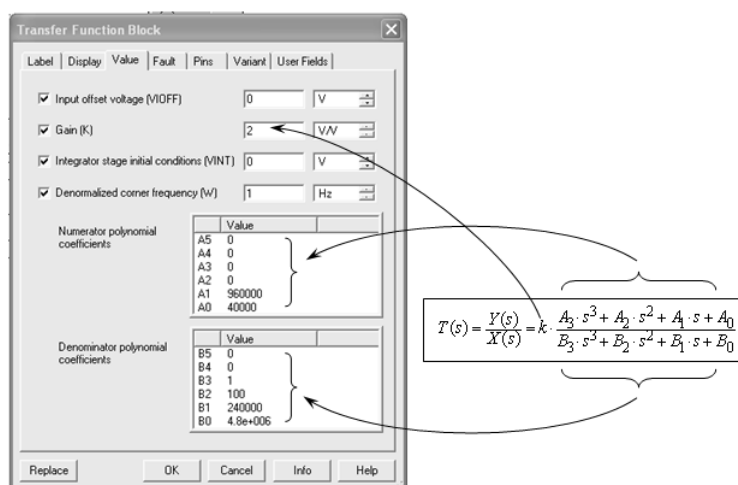 Transfer Function Block
Label Display Value Fault Pins Variant User Fields
Input offset voltage (VIOFF) 0 V
Gain (K) 2 V/V
Integrator stage initial conditions (VINT) 0 V
Denormalized corner frequency (W) 1 Hz
Numerator polynomial
coefficients
Value
A5 0
A4 0
A3 0
A2 0
A1 960000
A0 40000
Denominator polynomial
coefficients
Value
B5 0
B4 0
B3 1
B2 100
B1 240000
B0 4.8e+006
Replace OK Cancel Info Help
T(s) = Y(s)/X(s) = k · (A₃·s³ + A₂·s² + A₁·s + A₀)/(B₃·s³ + B₂·s² + B₁·s + B₀)